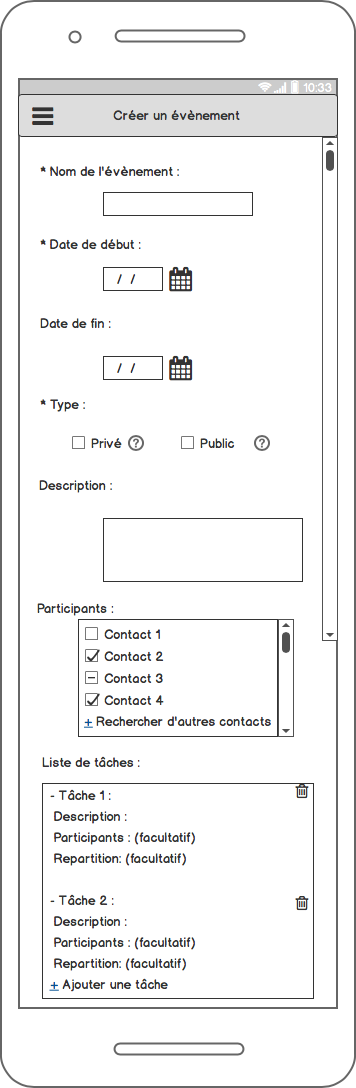 10:33
Créer un évènement
* Nom de l'évènement :
* Date de début :
/ /
Date de fin :
/ /
* Type :
Privé ? Public ?
Description :
Participants :
Contact 1
Contact 2
Contact 3
Contact 4
+ Rechercher d'autres contacts
Liste de tâches :
- Tâche 1 :
Description :
Participants : (facultatif)
Repartition: (facultatif)
- Tâche 2 :
Description :
Participants : (facultatif)
Repartition: (facultatif)
+ Ajouter une tâche